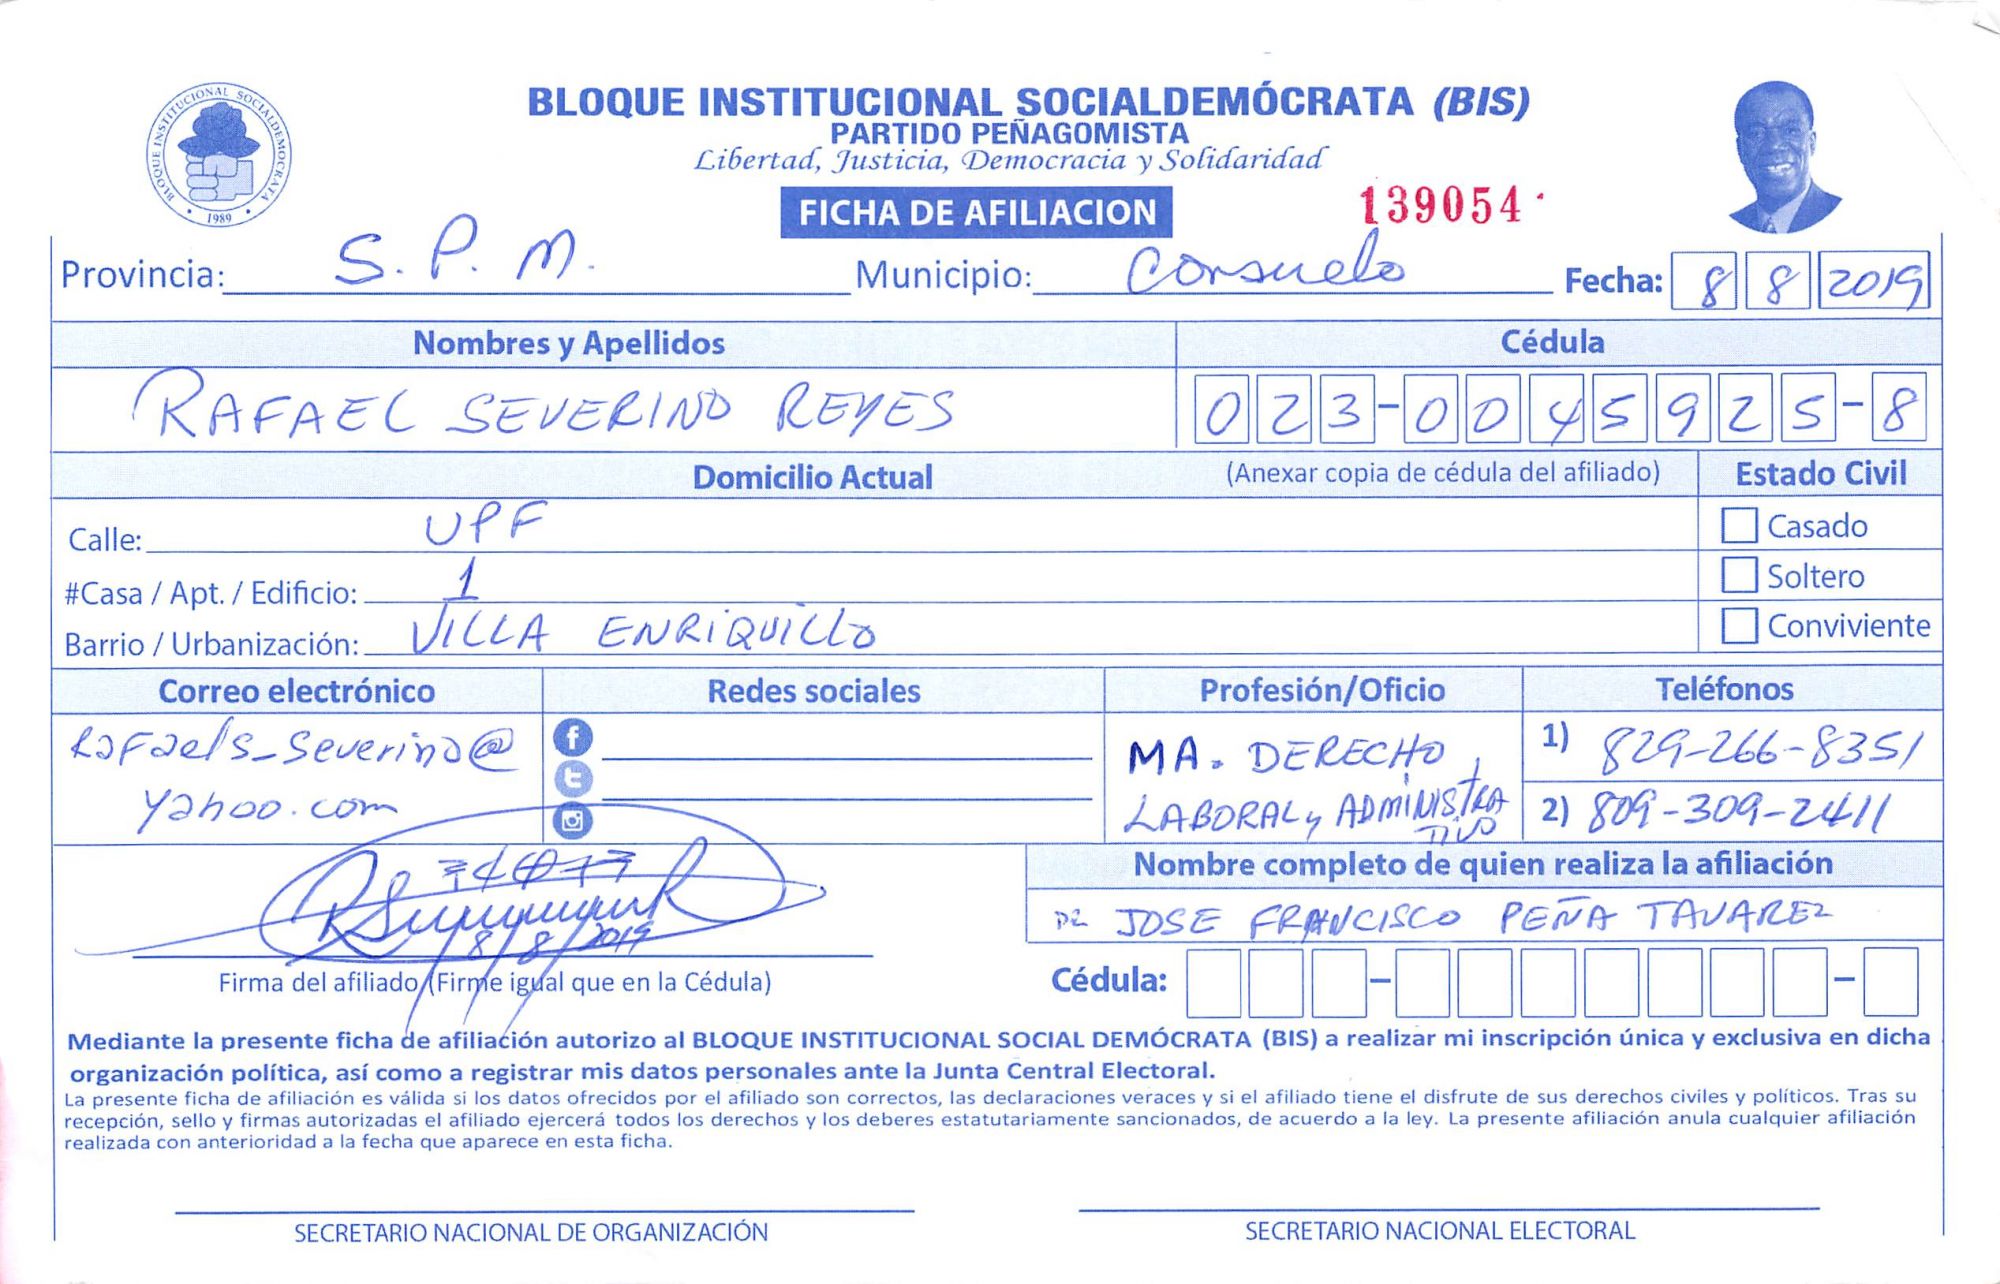 BLOQUE INSTITUCIONAL SOCIALDEMOCRATA
1989
BLOQUE INSTITUCIONAL SOCIALDEMÓCRATA (BIS)
PARTIDO PEÑAGOMISTA
Libertad, Justicia, Democracia y Solidaridad
FICHA DE AFILIACION
139054
Provincia: S. P. M. Municipio: Consuelo Fecha: 8 8 2019
Nombres y Apellidos Cédula
RAFAEL SEVERINO REYES 023-0045925-8
Domicilio Actual (Anexar copia de cédula del afiliado) Estado Civil
Calle: UPF Casado
#Casa / Apt. / Edificio: 1 Soltero
Barrio / Urbanización: VILLA ENRIQUILLO Conviviente
Correo electrónico Redes sociales Profesión/Oficio Teléfonos
Rafaels_Severino@ MA. DERECHO 1) 829-266-8351
yahoo.com LABORAL y ADMINISTRA 2) 809-309-2411
TIVO
Nombre completo de quien realiza la afiliación
JOSE FRANCISCO PEÑA TAVAREZ
8/8/2019
Firma del afiliado (Firme igual que en la Cédula) Cédula:
Mediante la presente ficha de afiliación autorizo al BLOQUE INSTITUCIONAL SOCIAL DEMÓCRATA (BIS) a realizar mi inscripción única y exclusiva en dicha
organización política, así como a registrar mis datos personales ante la Junta Central Electoral.
La presente ficha de afiliación es válida si los datos ofrecidos por el afiliado son correctos, las declaraciones veraces y si el afiliado tiene el disfrute de sus derechos civiles y políticos. Tras su
recepción, sello y firmas autorizadas el afiliado ejercerá todos los derechos y los deberes estatutariamente sancionados, de acuerdo a la ley. La presente afiliación anula cualquier afiliación
realizada con anterioridad a la fecha que aparece en esta ficha.
SECRETARIO NACIONAL DE ORGANIZACIÓN SECRETARIO NACIONAL ELECTORAL